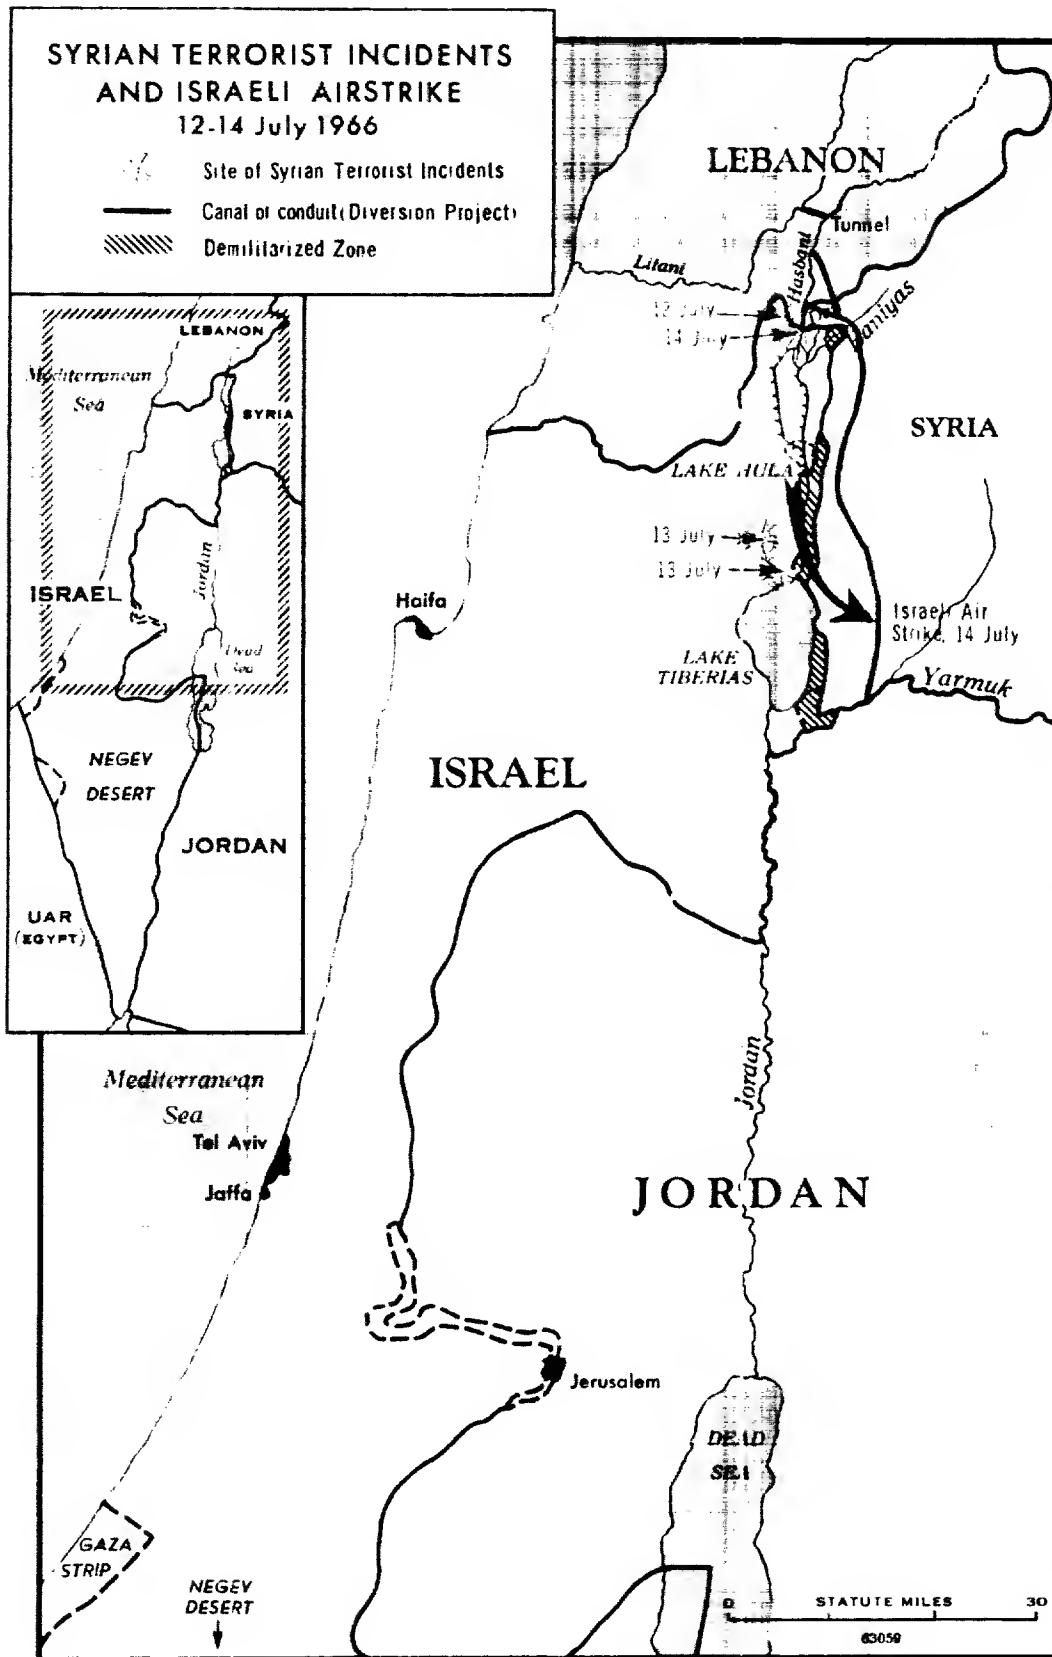 SYRIAN TERRORIST INCIDENTS
AND ISRAELI AIRSTRIKE
12-14 July 1966
Site of Syrian Terrorist Incidents
Canal or conduit (Diversion Project)
Demilitarized Zone
LEBANON
Mediterranean
Sea
SYRIA
ISRAEL
Jordan
Dead
Sea
NEGEV
DESERT
JORDAN
UAR
(EGYPT)
LEBANON
Tunnel
Litani
Hasbani
Baniyas
12 July
14 July
SYRIA
LAKE HULA
13 July
13 July
Haifa
Israeli Air
Strike, 14 July
LAKE
TIBERIAS
Yarmuk
ISRAEL
Jordan
Mediterranean
Sea
Tel Aviv
Jaffa
JORDAN
Jerusalem
DEAD
SEA
GAZA
STRIP
NEGEV
DESERT
0 STATUTE MILES 30
63059